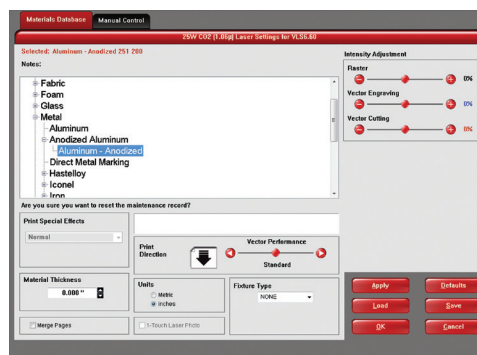 Materials Database Manual Control
25W CO2 [1.06µ] Laser Settings for VLS6.60
Selected: Aluminum - Anodized 251 200
Notes:
Fabric
Foam
Glass
Metal
Aluminum
Anodized Aluminum
Aluminum - Anodized
Direct Metal Marking
Hastelloy
Iconel
Iron
Intensity Adjustment
Raster
0%
Vector Engraving
0%
Vector Cutting
0%
Are you sure you want to reset the maintenance record?
Print Special Effects
Normal
Print Direction
Vector Performance
Standard
Material Thickness
0.000 "
Units
Metric
inches
Fixture Type
NONE
Merge Pages
1-Touch Laser Photo
Apply Defaults
Load Save
OK Cancel